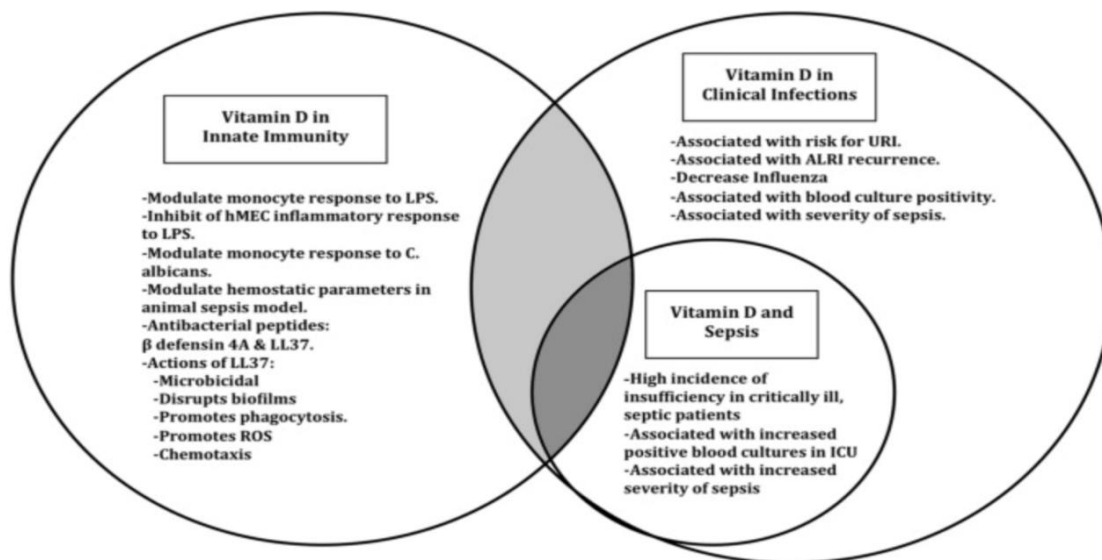 Vitamin D in
Innate Immunity
-Modulate monocyte response to LPS.
-Inhibit of hMEC inflammatory response
to LPS.
-Modulate monocyte response to C.
albicans.
-Modulate hemostatic parameters in
animal sepsis model.
-Antibacterial peptides:
β defensin 4A & LL37.
-Actions of LL37:
-Microbicidal
-Disrupts biofilms
-Promotes phagocytosis.
-Promotes ROS
-Chemotaxis
Vitamin D in
Clinical Infections
-Associated with risk for URI.
-Associated with ALRI recurrence.
-Decrease Influenza
-Associated with blood culture positivity.
-Associated with severity of sepsis.
Vitamin D and
Sepsis
-High incidence of
insufficiency in critically ill,
septic patients
-Associated with increased
positive blood cultures in ICU
-Associated with increased
severity of sepsis